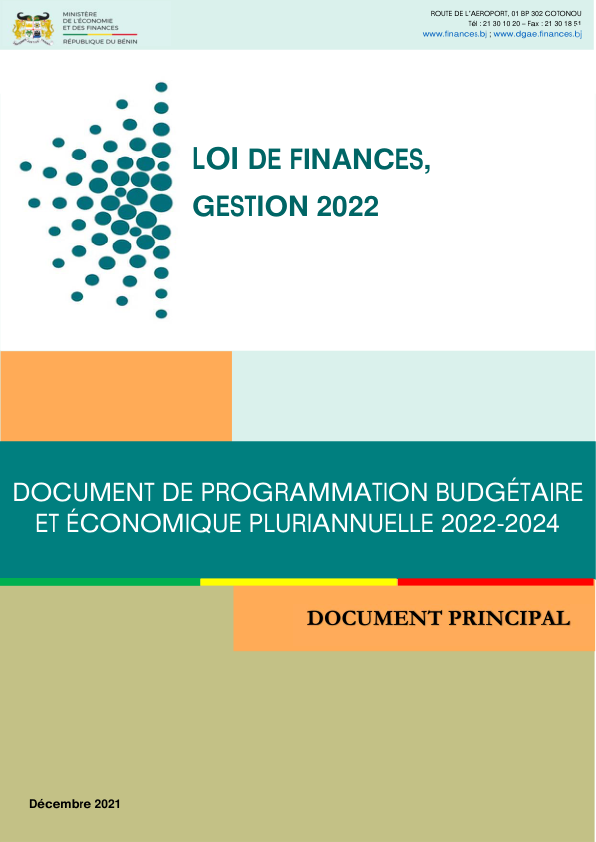 MINISTÈRE
DE L'ÉCONOMIE
ET DES FINANCES
RÉPUBLIQUE DU BÉNIN
ROUTE DE L'AEROPORT, 01 BP 302 COTONOU
Tél : 21 30 10 20 – Fax : 21 30 18 51
www.finances.bj ; www.dgae.finances.bj
LOI DE FINANCES,
GESTION 2022
DOCUMENT DE PROGRAMMATION BUDGÉTAIRE
ET ÉCONOMIQUE PLURIANNUELLE 2022-2024
DOCUMENT PRINCIPAL
Décembre 2021